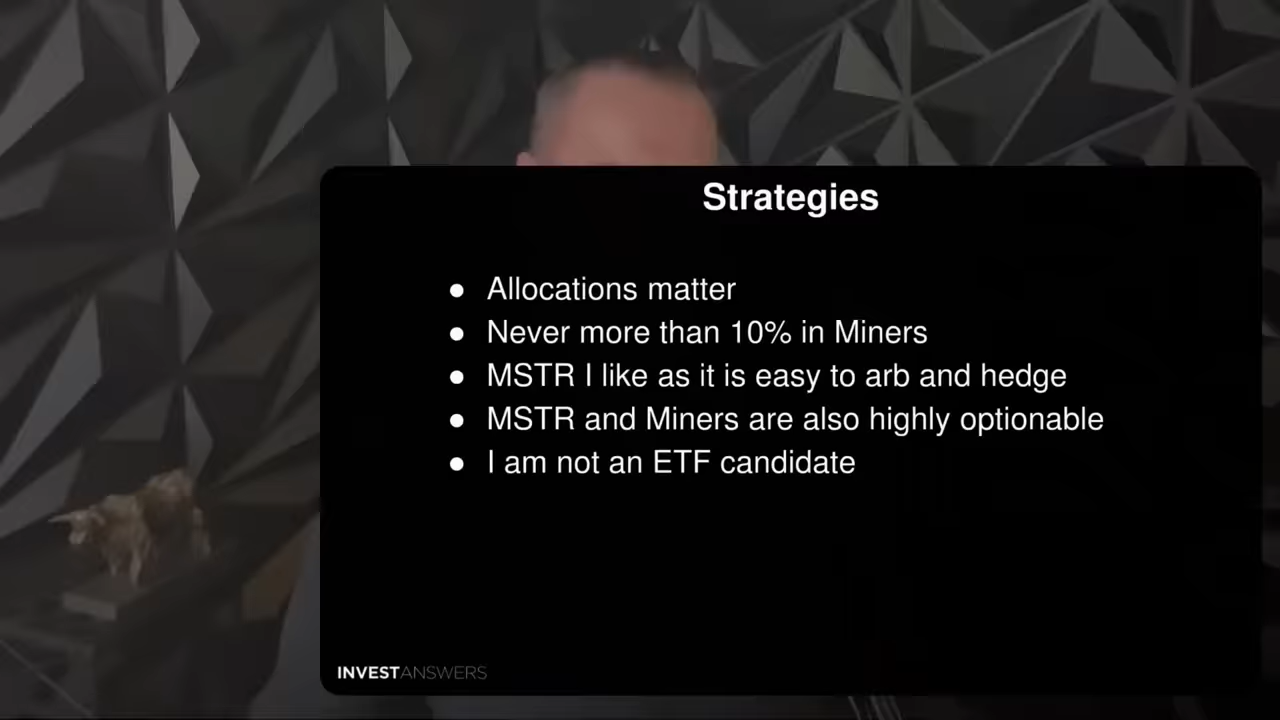 Strategies
● Allocations matter
● Never more than 10% in Miners
● MSTR I like as it is easy to arb and hedge
● MSTR and Miners are also highly optionable
● I am not an ETF candidate
INVESTANSWERS